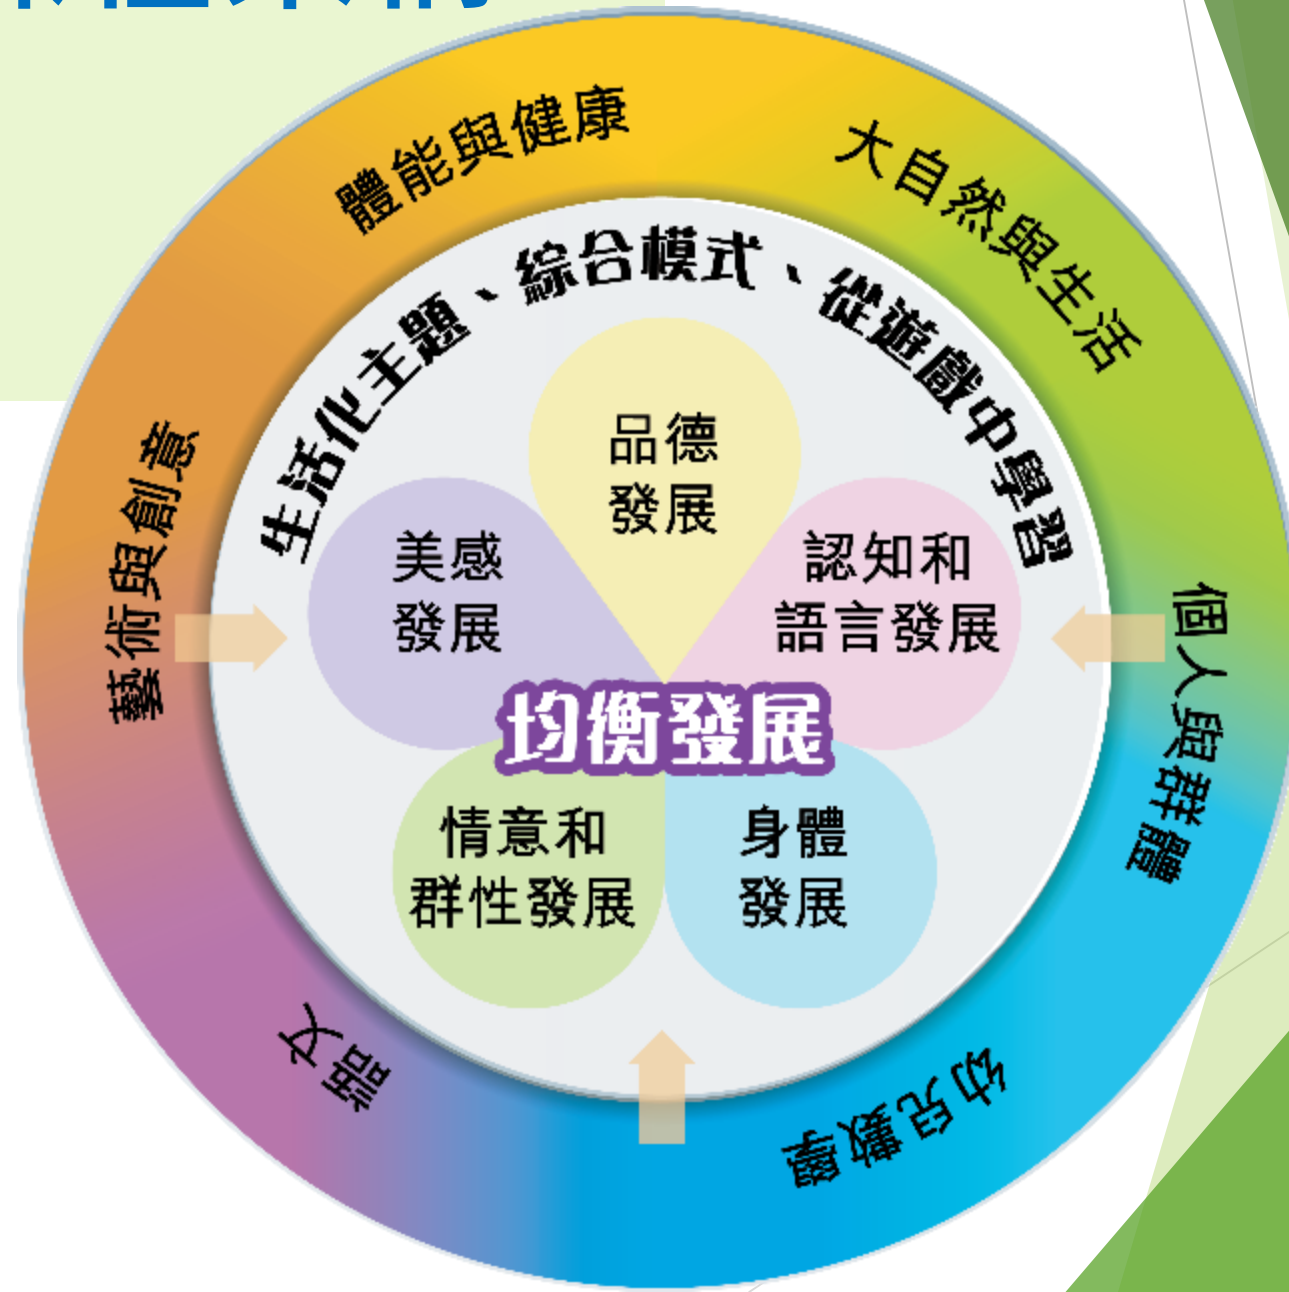 體能與健康
大自然與生活
個人與群體
幼兒數學
語文
藝術與創意
生活化主題、綜合模式、從遊戲中學習
品德
發展
美感
發展
認知和
語言發展
均衡發展
情意和
群性發展
身體
發展